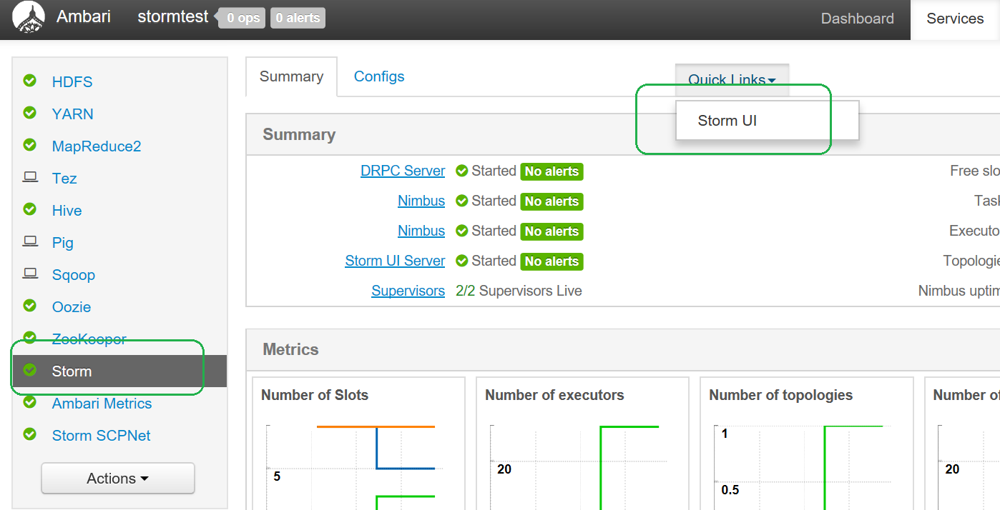 Ambari stormtest 0 ops 0 alerts Dashboard Services
HDFS
YARN
MapReduce2
Tez
Hive
Pig
Sqoop
Oozie
ZooKeeper
Storm
Ambari Metrics
Storm SCPNet
Actions
Summary Configs Quick Links
Storm UI
Summary
DRPC Server Started No alerts Free slo
Nimbus Started No alerts Task
Nimbus Started No alerts Executo
Storm UI Server Started No alerts Topologie
Supervisors 2/2 Supervisors Live Nimbus uptim
Metrics
Number of Slots Number of executors Number of topologies Number of
1
5 20 20
0.5